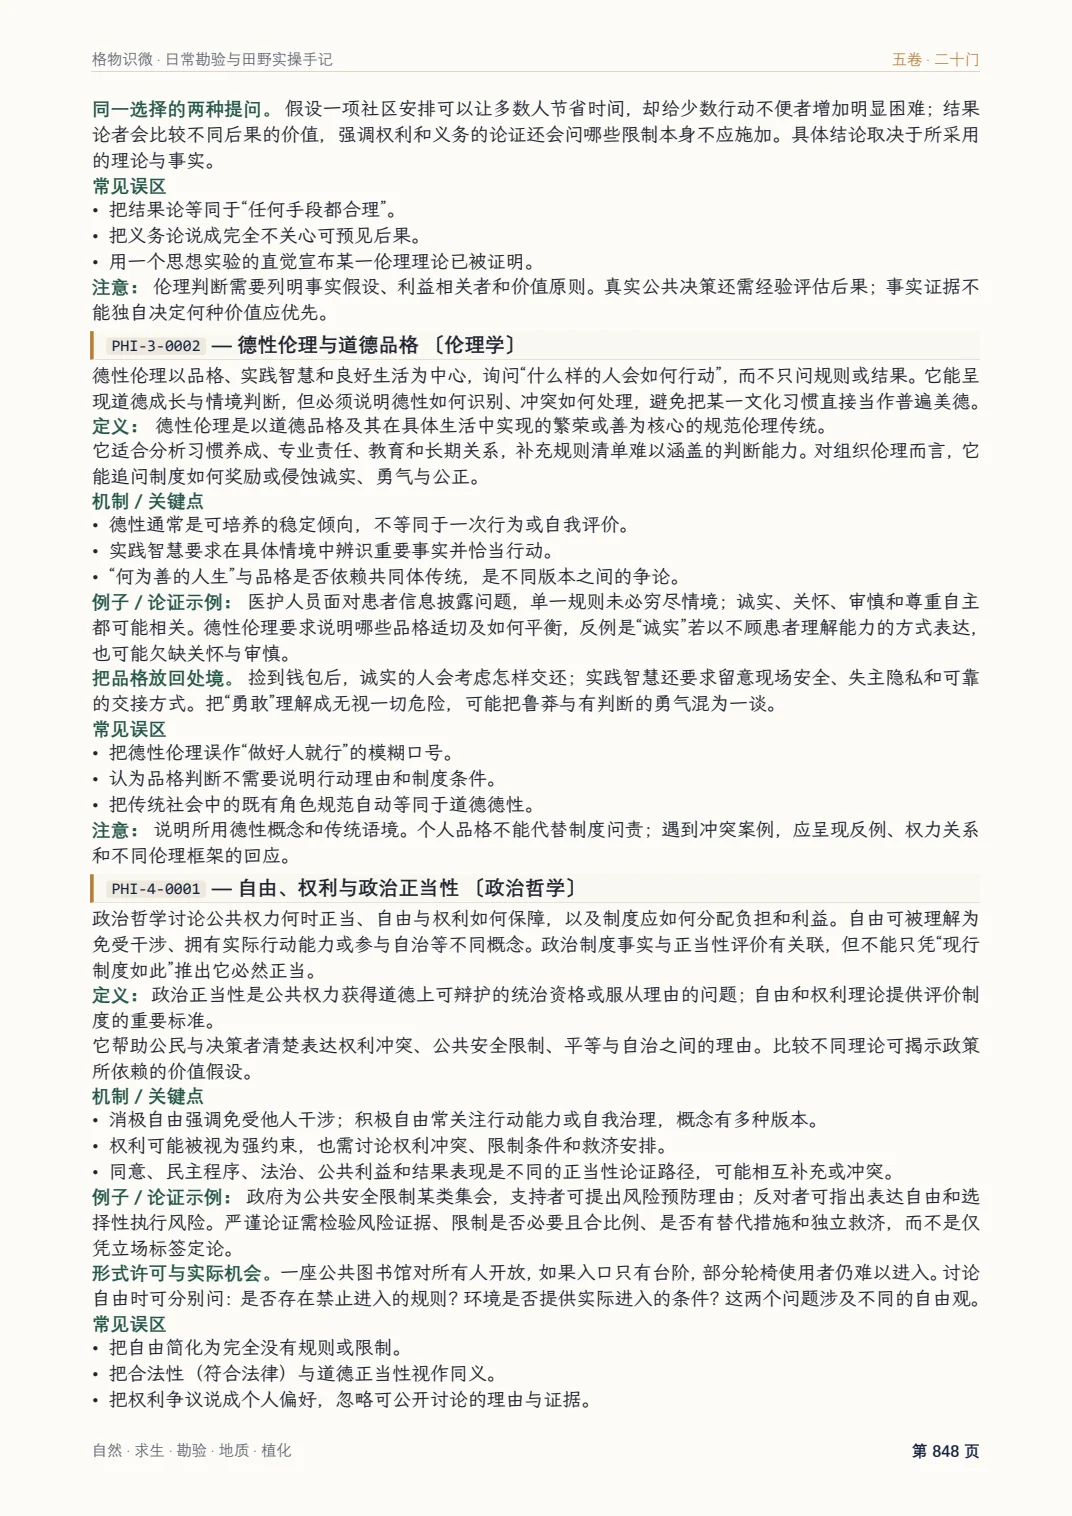 格物识微 · 日常勘验与田野实操手记
五卷 · 二十门
同一选择的两种提问。 假设一项社区安排可以让多数人节省时间，却给少数行动不便者增加明显困难；结果
论者会比较不同后果的价值，强调权利和义务的论证还会问哪些限制本身不应施加。具体结论取决于所采用
的理论与事实。
常见误区
• 把结果论等同于“任何手段都合理”。
• 把义务论说成完全不关心可预见后果。
• 用一个思想实验的直觉宣布某一伦理理论已被证明。
注意： 伦理判断需要列明事实假设、利益相关者和价值原则。真实公共决策还需经验评估后果；事实证据不
能独自决定何种价值应优先。
PHI-3-0002 — 德性伦理与道德品格 〔伦理学〕
德性伦理以品格、实践智慧和良好生活为中心，询问“什么样的人会如何行动”，而不只问规则或结果。它能呈
现道德成长与情境判断，但必须说明德性如何识别、冲突如何处理，避免把某一文化习惯直接当作普遍美德。
定义： 德性伦理是以道德品格及其在具体生活中实现的繁荣或善为核心的规范伦理传统。
它适合分析习惯养成、专业责任、教育和长期关系，补充规则清单难以涵盖的判断能力。对组织伦理而言，它
能追问制度如何奖励或侵蚀诚实、勇气与公正。
机制 / 关键点
• 德性通常是可培养的稳定倾向，不等同于一次行为或自我评价。
• 实践智慧要求在具体情境中辨识重要事实并恰当行动。
• “何为善的人生”与品格是否依赖共同体传统，是不同版本之间的争论。
例子 / 论证示例： 医护人员面对患者信息披露问题，单一规则未必穷尽情境；诚实、关怀、审慎和尊重自主
都可能相关。德性伦理要求说明哪些品格适切及如何平衡，反例是“诚实”若以不顾患者理解能力的方式表达，
也可能欠缺关怀与审慎。
把品格放回处境。 捡到钱包后，诚实的人会考虑怎样交还；实践智慧还要求留意现场安全、失主隐私和可靠
的交接方式。把“勇敢”理解成无视一切危险，可能把鲁莽与有判断的勇气混为一谈。
常见误区
• 把德性伦理误作“做好人就行”的模糊口号。
• 认为品格判断不需要说明行动理由和制度条件。
• 把传统社会中的既有角色规范自动等同于道德德性。
注意： 说明所用德性概念和传统语境。个人品格不能代替制度问责；遇到冲突案例，应呈现反例、权力关系
和不同伦理框架的回应。
PHI-4-0001 — 自由、权利与政治正当性 〔政治哲学〕
政治哲学讨论公共权力何时正当、自由与权利如何保障，以及制度应如何分配负担和利益。自由可被理解为
免受干涉、拥有实际行动能力或参与自治等不同概念。政治制度事实与正当性评价有关联，但不能只凭“现行
制度如此”推出它必然正当。
定义： 政治正当性是公共权力获得道德上可辩护的统治资格或服从理由的问题；自由和权利理论提供评价制
度的重要标准。
它帮助公民与决策者清楚表达权利冲突、公共安全限制、平等与自治之间的理由。比较不同理论可揭示政策
所依赖的价值假设。
机制 / 关键点
• 消极自由强调免受他人干涉；积极自由常关注行动能力或自我治理，概念有多种版本。
• 权利可能被视为强约束，也需讨论权利冲突、限制条件和救济安排。
• 同意、民主程序、法治、公共利益和结果表现是不同的正当性论证路径，可能相互补充或冲突。
例子 / 论证示例： 政府为公共安全限制某类集会，支持者可提出风险预防理由；反对者可指出表达自由和选
择性执行风险。严谨论证需检验风险证据、限制是否必要且合比例、是否有替代措施和独立救济，而不是仅
凭立场标签定论。
形式许可与实际机会。一座公共图书馆对所有人开放，如果入口只有台阶，部分轮椅使用者仍难以进入。讨论
自由时可分别问：是否存在禁止进入的规则？环境是否提供实际进入的条件？这两个问题涉及不同的自由观。
常见误区
• 把自由简化为完全没有规则或限制。
• 把合法性（符合法律）与道德正当性视作同义。
• 把权利争议说成个人偏好，忽略可公开讨论的理由与证据。
自然 · 求生 · 勘验 · 地质 · 植化
第 848 页